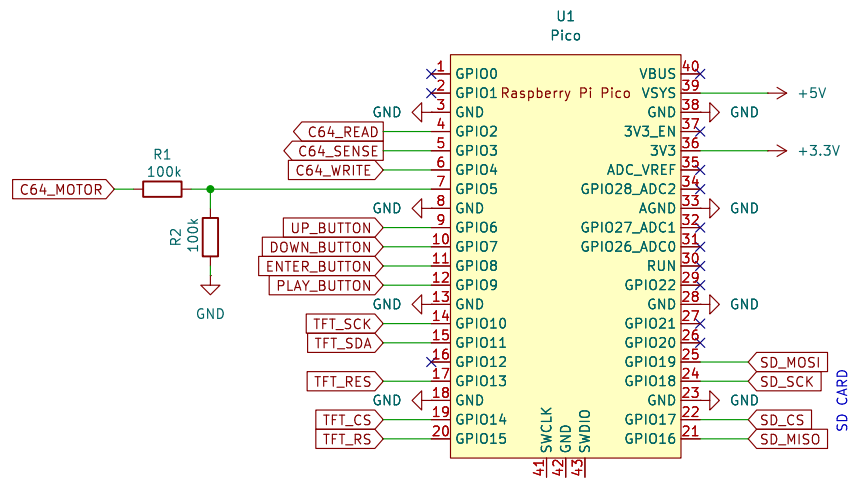 U1
Pico
Raspberry Pi Pico
1 GPIO0
2 GPIO1
GND 3 GND
C64_READ 4 GPIO2
C64_SENSE 5 GPIO3
C64_WRITE 6 GPIO4
R1
100k
C64_MOTOR 7 GPIO5
R2
100k
GND
GND 8 GND
UP_BUTTON 9 GPIO6
DOWN_BUTTON 10 GPIO7
ENTER_BUTTON 11 GPIO8
PLAY_BUTTON 12 GPIO9
GND 13 GND
TFT_SCK 14 GPIO10
TFT_SDA 15 GPIO11
16 GPIO12
TFT_RES 17 GPIO13
GND 18 GND
TFT_CS 19 GPIO14
TFT_RS 20 GPIO15
VBUS 40
VSYS 39 +5V
GND 38 GND
3V3_EN 37
3V3 36 +3.3V
ADC_VREF 35
GPIO28_ADC2 34
AGND 33 GND
GPIO27_ADC1 32
GPIO26_ADC0 31
RUN 30
GPIO22 29
GND 28 GND
GPIO21 27
GPIO20 26
GPIO19 25 SD_MOSI
GPIO18 24 SD_SCK
GND 23 GND
GPIO17 22 SD_CS
GPIO16 21 SD_MISO
SD CARD
SWCLK 41
GND 42
SWDIO 43